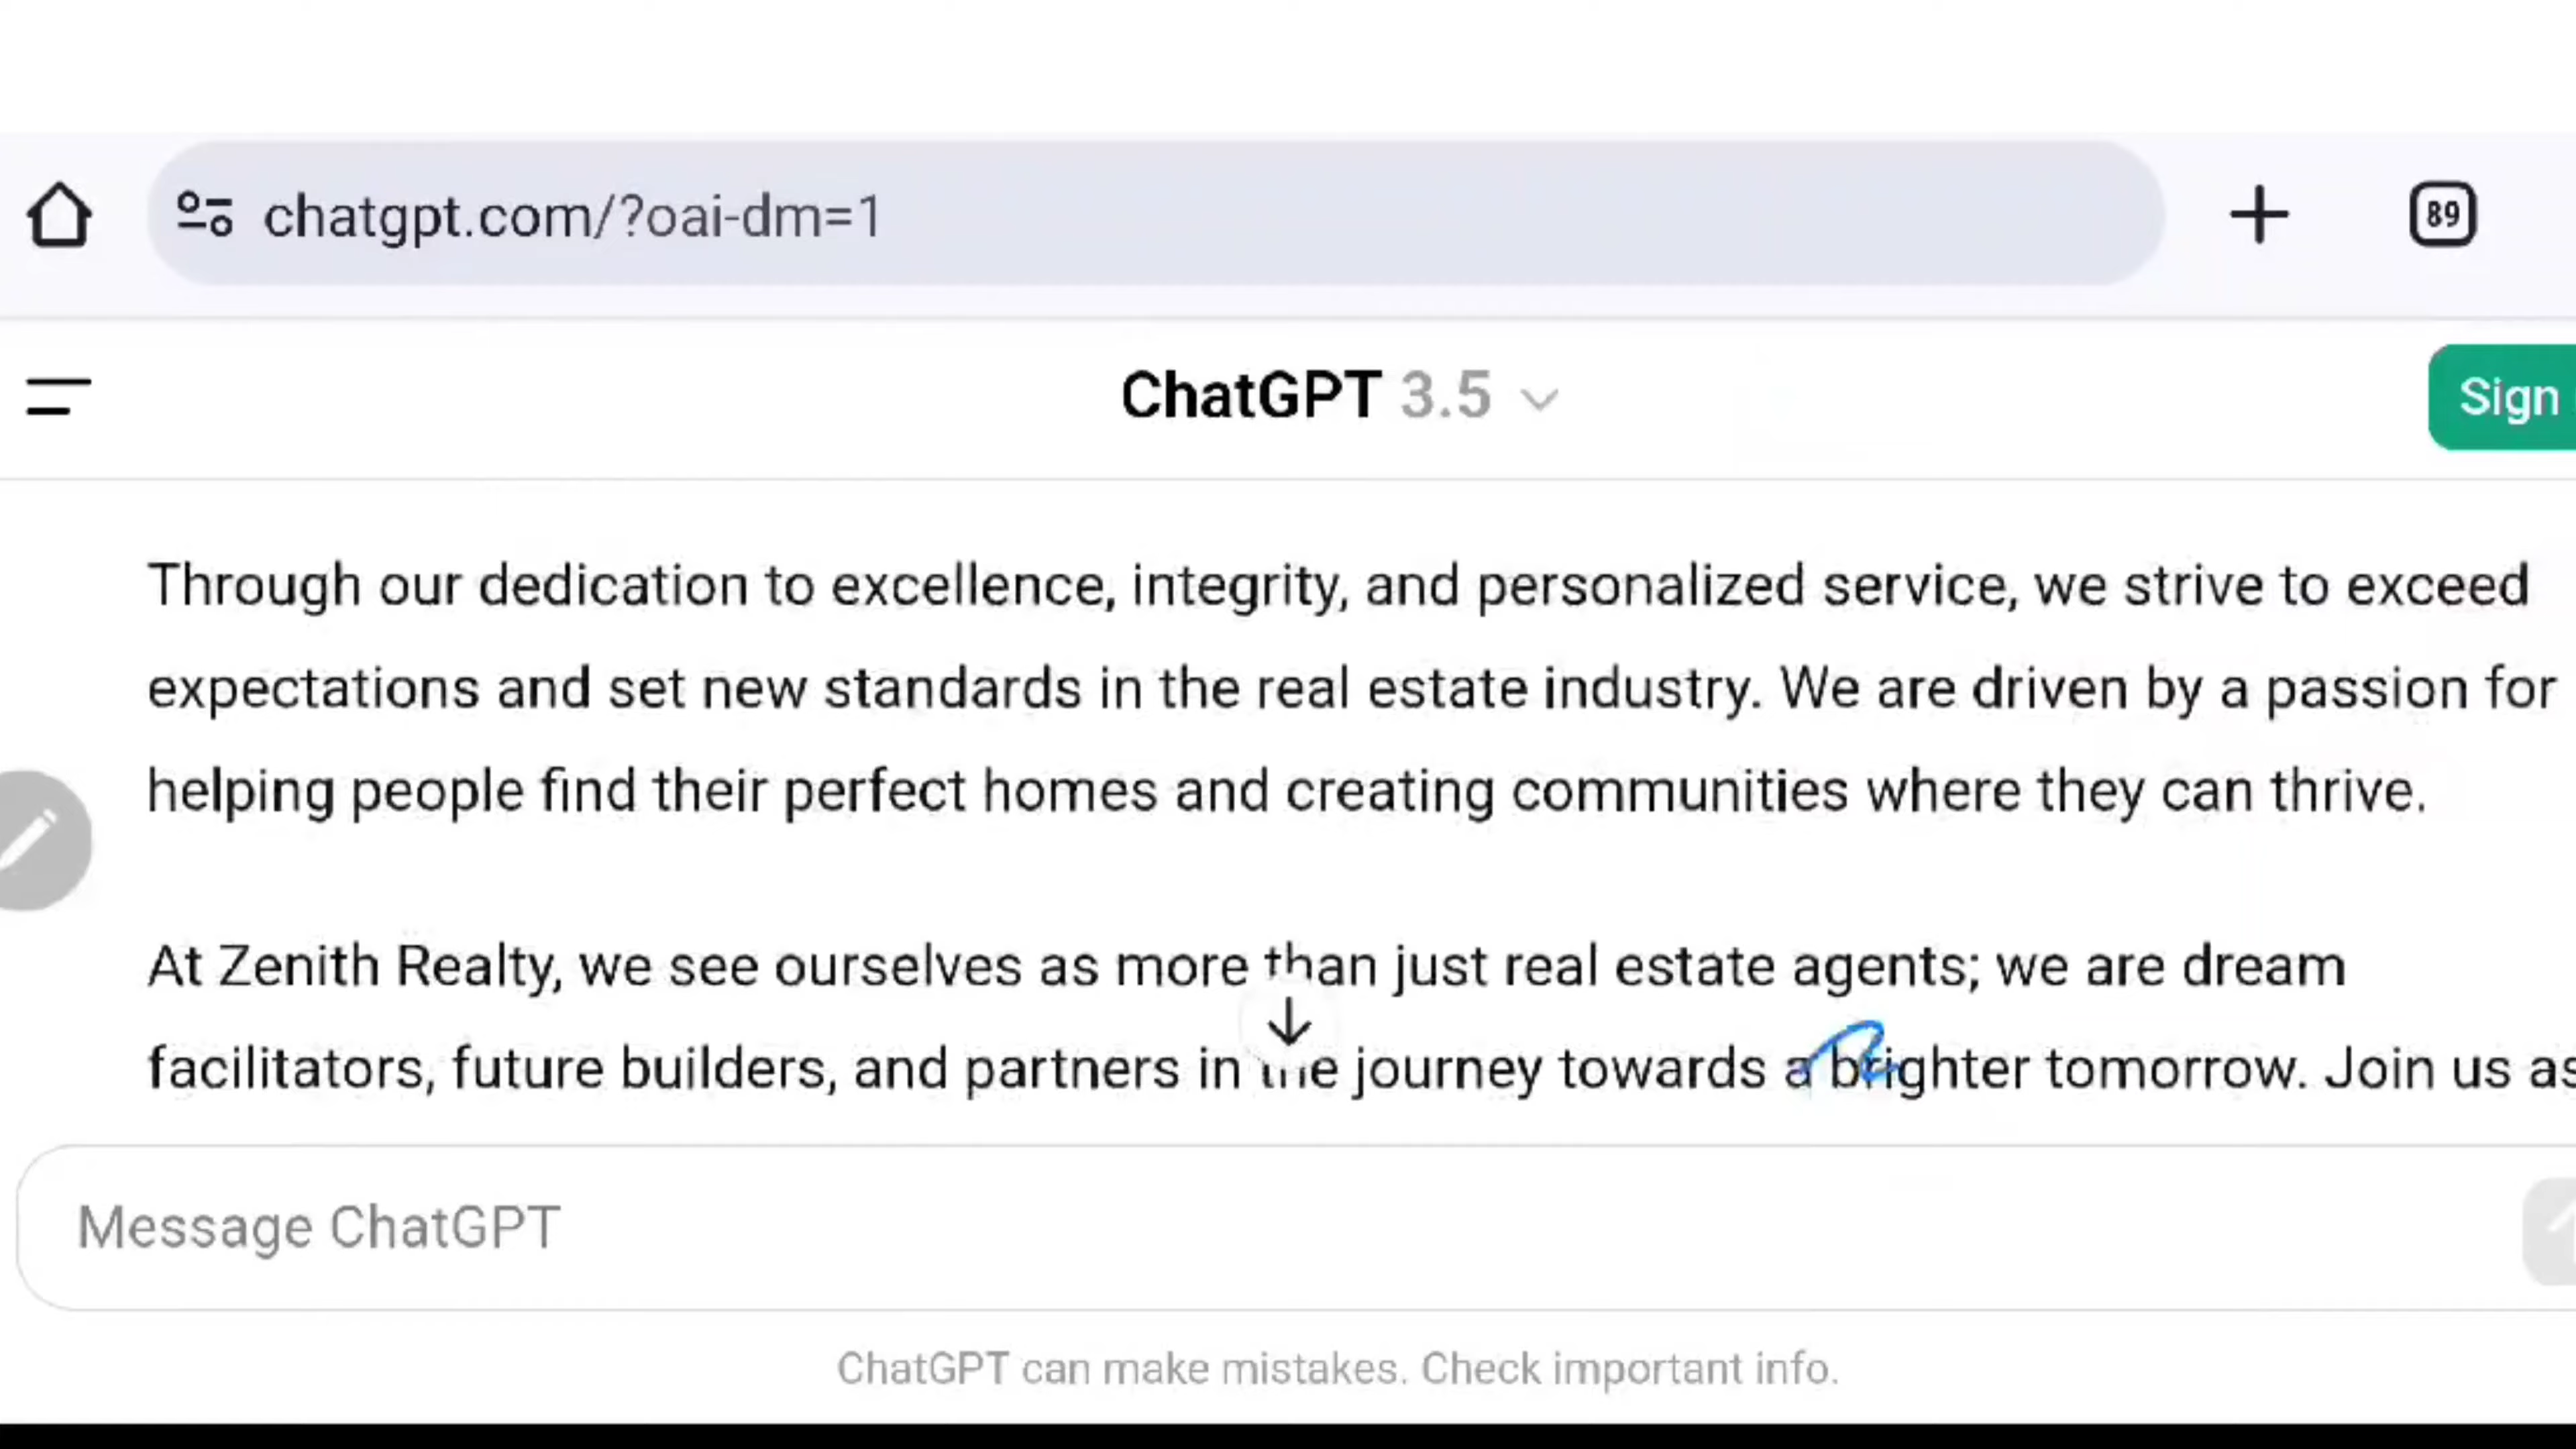 chatgpt.com/?oai-dm=1
89
ChatGPT 3.5
Sign
Through our dedication to excellence, integrity, and personalized service, we strive to exceed
expectations and set new standards in the real estate industry. We are driven by a passion for
helping people find their perfect homes and creating communities where they can thrive.
At Zenith Realty, we see ourselves as more than just real estate agents; we are dream
facilitators, future builders, and partners in the journey towards a brighter tomorrow. Join us as
Message ChatGPT
ChatGPT can make mistakes. Check important info.